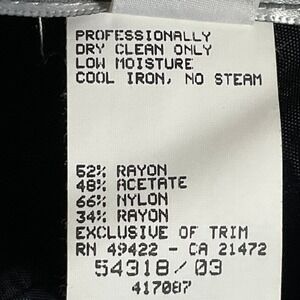 PROFESSIONALLY
DRY CLEAN ONLY
LOW MOISTURE
COOL IRON, NO STEAM
52% RAYON
48% ACETATE
66% NYLON
34% RAYON
EXCLUSIVE OF TRIM
RN 49422 - CA 21472
54318/03
417087